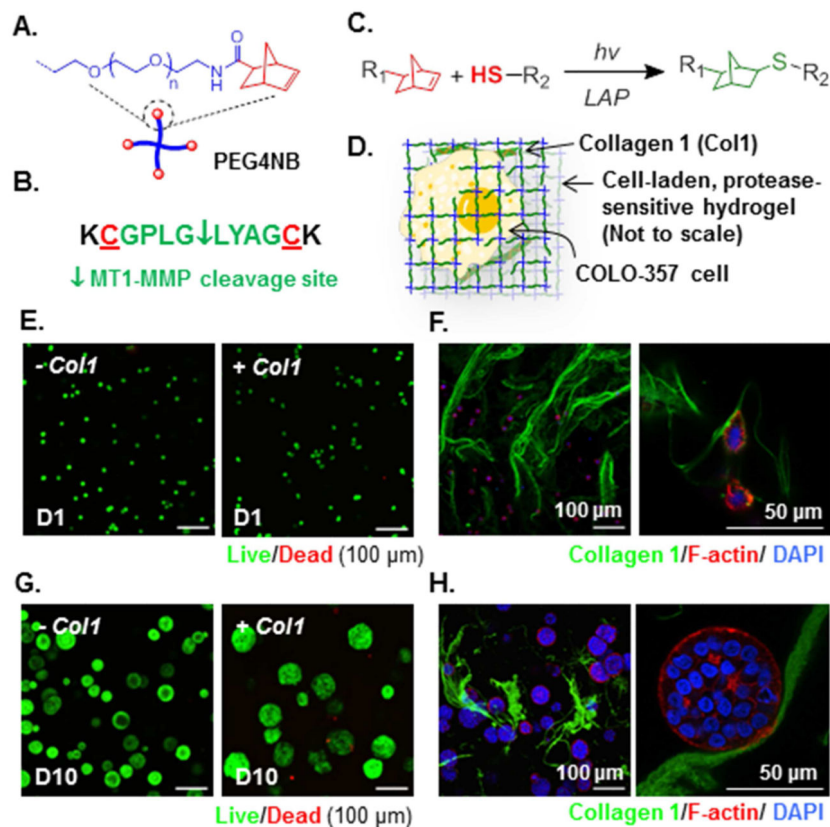 A.
O
O
n
N
H
O
PEG4NB
B.
KCGPLG↓LYAGCK
↓ MT1-MMP cleavage site
C.
R1 + HS–R2
hv
LAP
R1 S R2
D.
Collagen 1 (Col1)
Cell-laden, protease-
sensitive hydrogel
(Not to scale)
COLO-357 cell
E.
- Col1
D1
+ Col1
D1
Live/Dead (100 µm)
F.
100 µm
50 µm
Collagen 1/F-actin/ DAPI
G.
- Col1
D10
+ Col1
D10
Live/Dead (100 µm)
H.
100 µm
50 µm
Collagen 1/F-actin/ DAPI